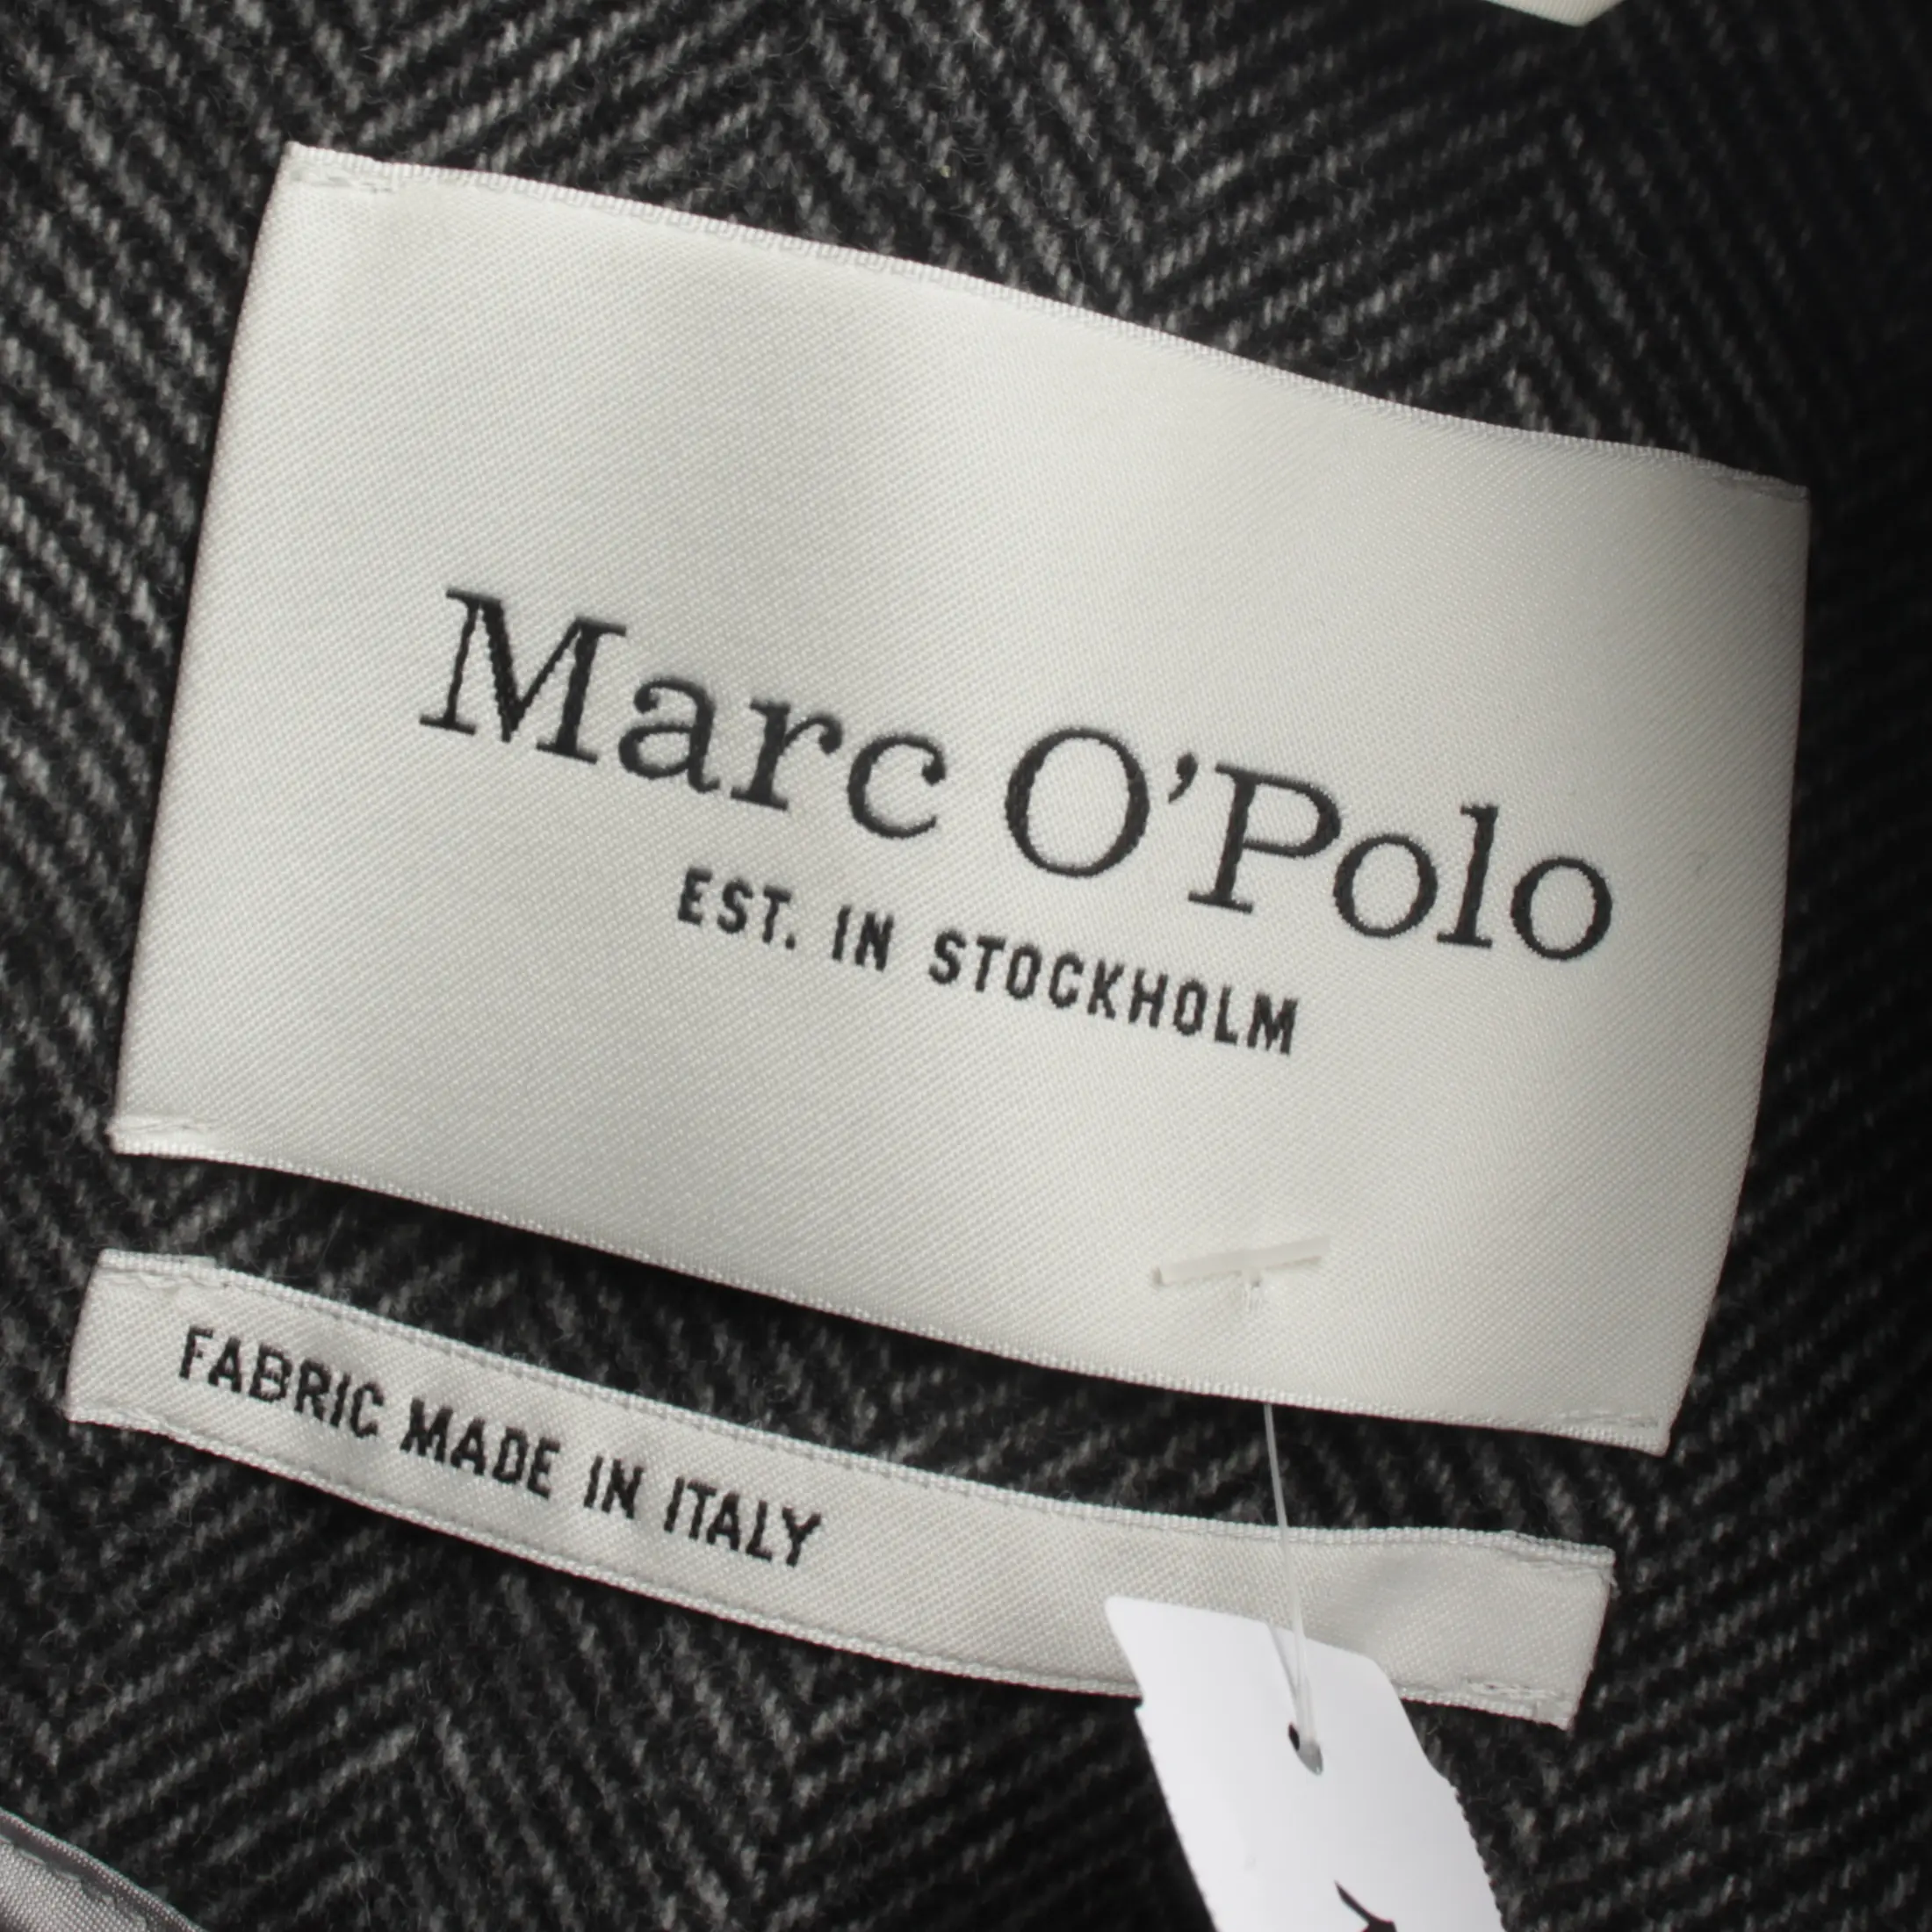 Marc O’Polo
EST. IN STOCKHOLM
FABRIC MADE IN ITALY